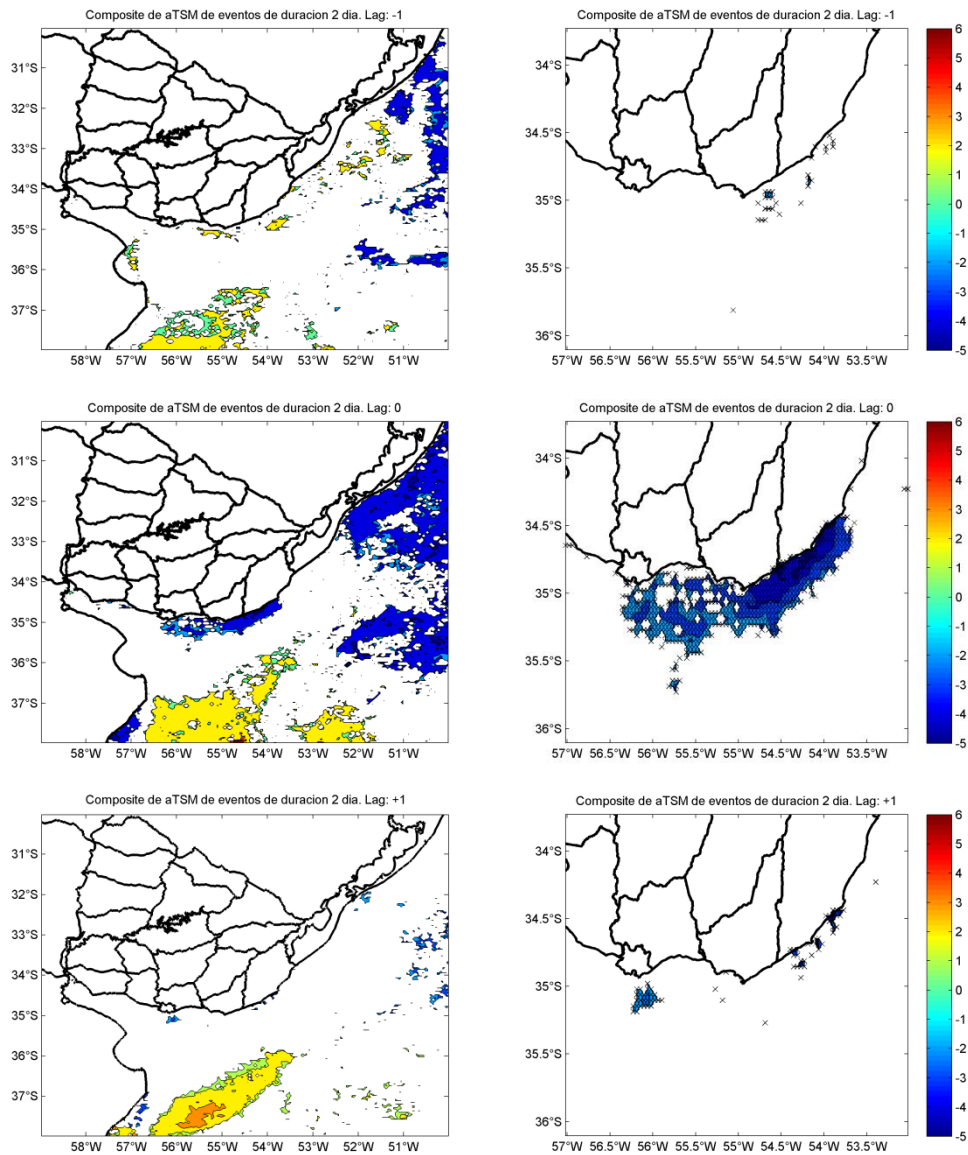 Composite de aTSM de eventos de duracion 2 dia. Lag: -1
31°S
32°S
33°S
34°S
35°S
36°S
37°S
58°W 57°W 56°W 55°W 54°W 53°W 52°W 51°W
Composite de aTSM de eventos de duracion 2 dia. Lag: -1
34°S
34.5°S
35°S
35.5°S
36°S
57°W 56.5°W 56°W 55.5°W 55°W 54.5°W 54°W 53.5°W
6
5
4
3
2
1
0
-1
-2
-3
-4
-5
Composite de aTSM de eventos de duracion 2 dia. Lag: 0
31°S
32°S
33°S
34°S
35°S
36°S
37°S
58°W 57°W 56°W 55°W 54°W 53°W 52°W 51°W
Composite de aTSM de eventos de duracion 2 dia. Lag: 0
34°S
34.5°S
35°S
35.5°S
36°S
57°W 56.5°W 56°W 55.5°W 55°W 54.5°W 54°W 53.5°W
6
5
4
3
2
1
0
-1
-2
-3
-4
-5
Composite de aTSM de eventos de duracion 2 dia. Lag: +1
31°S
32°S
33°S
34°S
35°S
36°S
37°S
58°W 57°W 56°W 55°W 54°W 53°W 52°W 51°W
Composite de aTSM de eventos de duracion 2 dia. Lag: +1
34°S
34.5°S
35°S
35.5°S
36°S
57°W 56.5°W 56°W 55.5°W 55°W 54.5°W 54°W 53.5°W
6
5
4
3
2
1
0
-1
-2
-3
-4
-5